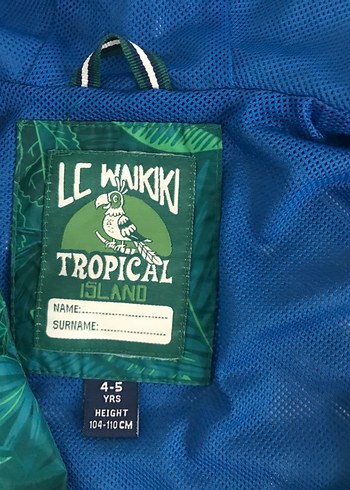 LC WAIKIKI
TROPICAL
ISLAND
NAME:
SURNAME:
4-5
YRS
HEIGHT
104-110 CM